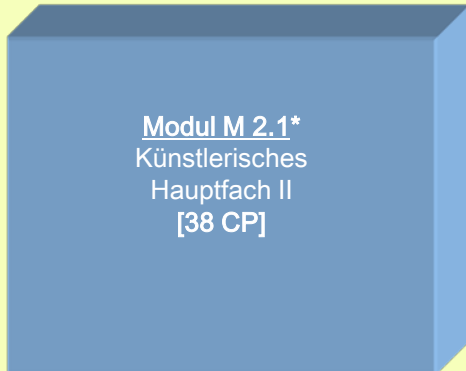 Modul M 2.1*
Künstlerisches
Hauptfach II
[38 CP]